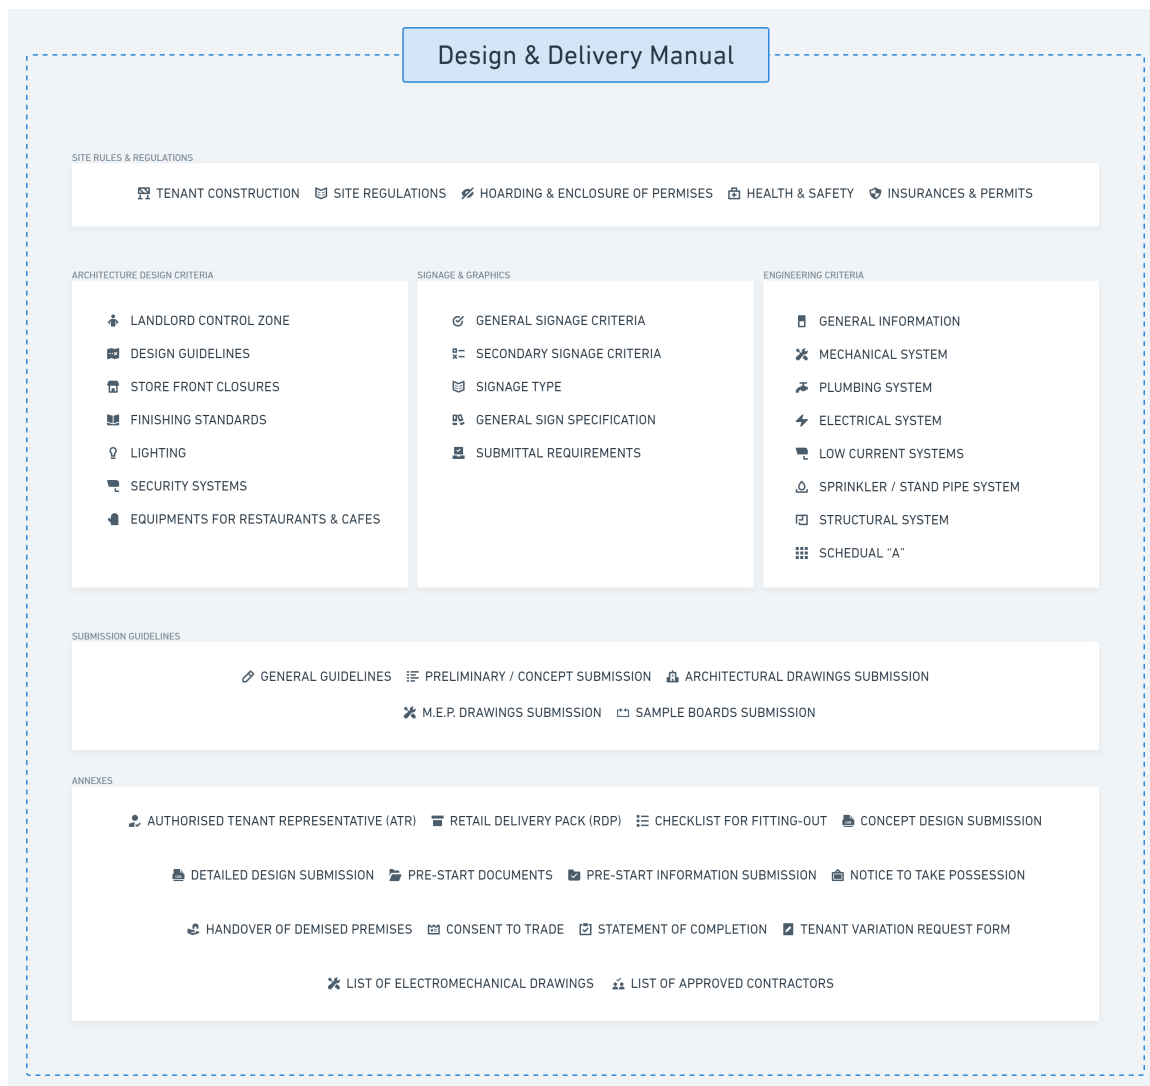 Design & Delivery Manual
SITE RULES & REGULATIONS
TENANT CONSTRUCTION SITE REGULATIONS HOARDING & ENCLOSURE OF PERMISES HEALTH & SAFETY INSURANCES & PERMITS
ARCHITECTURE DESIGN CRITERIA
LANDLORD CONTROL ZONE
DESIGN GUIDELINES
STORE FRONT CLOSURES
FINISHING STANDARDS
LIGHTING
SECURITY SYSTEMS
EQUIPMENTS FOR RESTAURANTS & CAFES
SIGNAGE & GRAPHICS
GENERAL SIGNAGE CRITERIA
SECONDARY SIGNAGE CRITERIA
SIGNAGE TYPE
GENERAL SIGN SPECIFICATION
SUBMITTAL REQUIREMENTS
ENGINEERING CRITERIA
GENERAL INFORMATION
MECHANICAL SYSTEM
PLUMBING SYSTEM
ELECTRICAL SYSTEM
LOW CURRENT SYSTEMS
SPRINKLER / STAND PIPE SYSTEM
STRUCTURAL SYSTEM
SCHEDUAL “A”
SUBMISSION GUIDELINES
GENERAL GUIDELINES PRELIMINARY / CONCEPT SUBMISSION ARCHITECTURAL DRAWINGS SUBMISSION
M.E.P. DRAWINGS SUBMISSION SAMPLE BOARDS SUBMISSION
ANNEXES
AUTHORISED TENANT REPRESENTATIVE (ATR) RETAIL DELIVERY PACK (RDP) CHECKLIST FOR FITTING-OUT CONCEPT DESIGN SUBMISSION
DETAILED DESIGN SUBMISSION PRE-START DOCUMENTS PRE-START INFORMATION SUBMISSION NOTICE TO TAKE POSSESSION
HANDOVER OF DEMISED PREMISES CONSENT TO TRADE STATEMENT OF COMPLETION TENANT VARIATION REQUEST FORM
LIST OF ELECTROMECHANICAL DRAWINGS LIST OF APPROVED CONTRACTORS